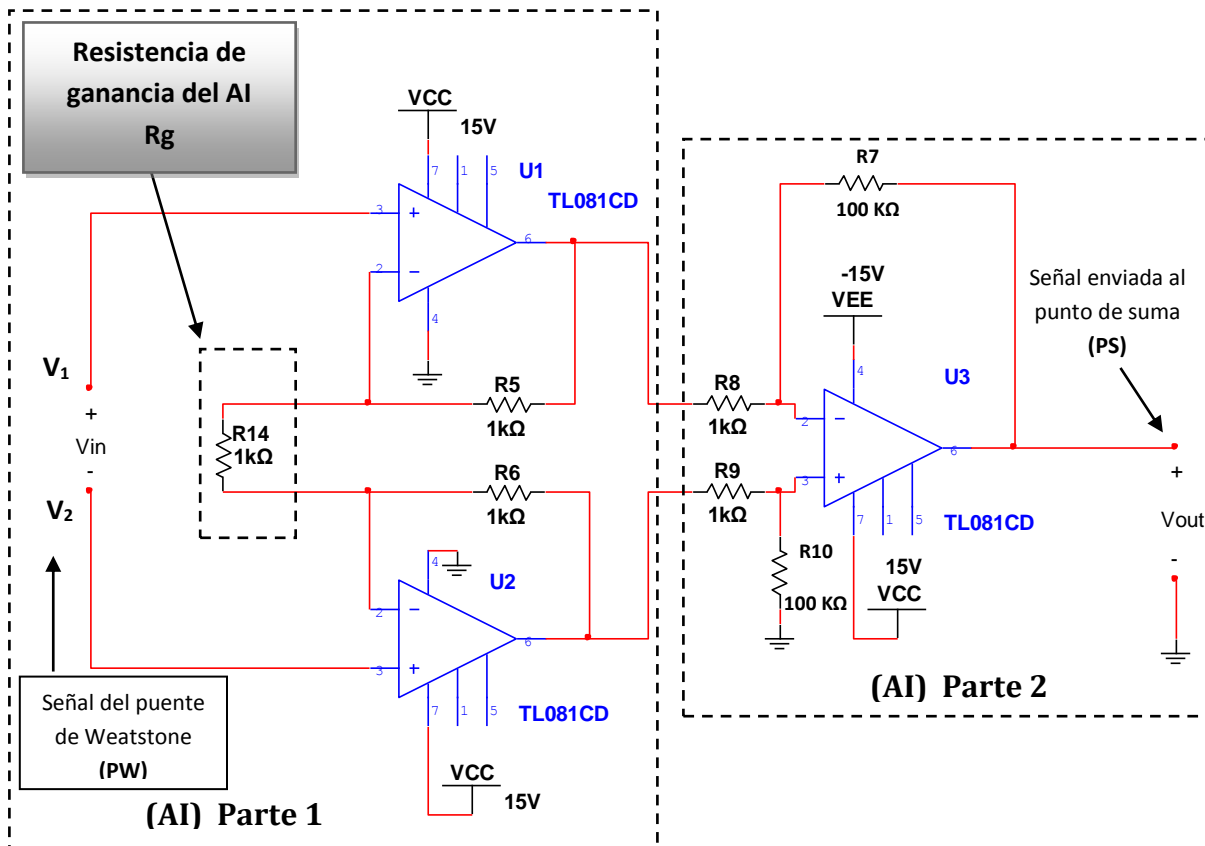 Resistencia de
ganancia del AI
Rg
VCC
15V
7
1
5
U1
TL081CD
3
+
2
−
6
4
V1
+
Vin
-
V2
R14
1kΩ
R5
1kΩ
R6
1kΩ
4
U2
2
−
3
+
6
7
1
5
TL081CD
VCC
15V
Señal del puente
de Weatstone
(PW)
(AI) Parte 1
R7
100 KΩ
-15V
VEE
4
U3
R8
1kΩ
R9
1kΩ
2
−
3
+
6
7
1
5
TL081CD
R10
100 KΩ
15V
VCC
Señal enviada al
punto de suma
(PS)
+
Vout
-
(AI) Parte 2